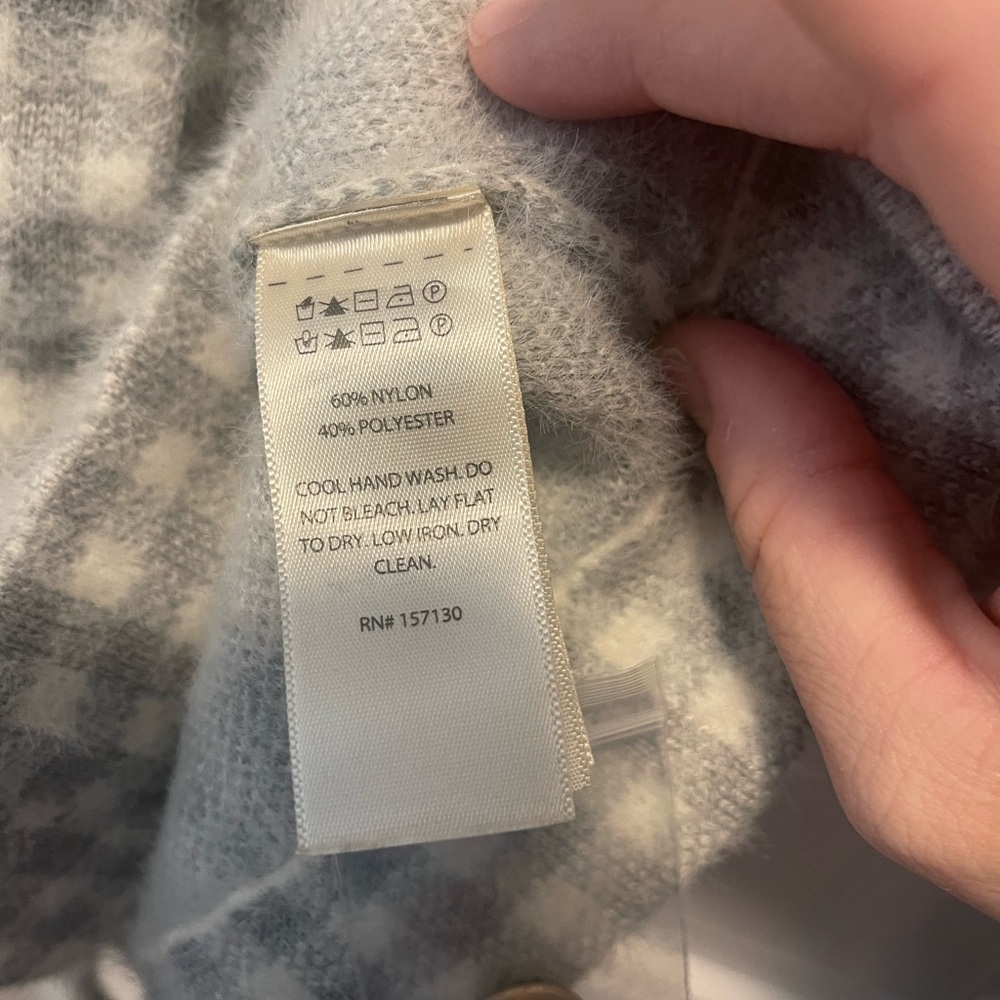 P
P
60% NYLON
40% POLYESTER
COOL HAND WASH. DO
NOT BLEACH. LAY FLAT
TO DRY. LOW IRON. DRY
CLEAN.
RN# 157130